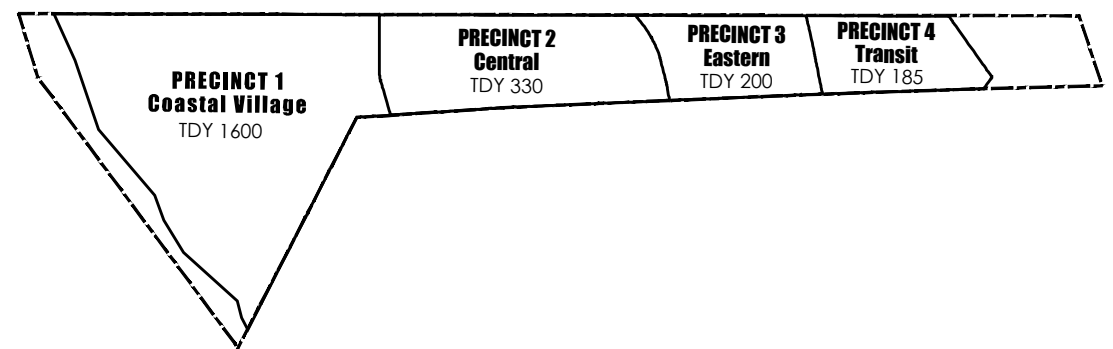 PRECINCT 1
Coastal Village
TDY 1600
PRECINCT 2
Central
TDY 330
PRECINCT 3
Eastern
TDY 200
PRECINCT 4
Transit
TDY 185